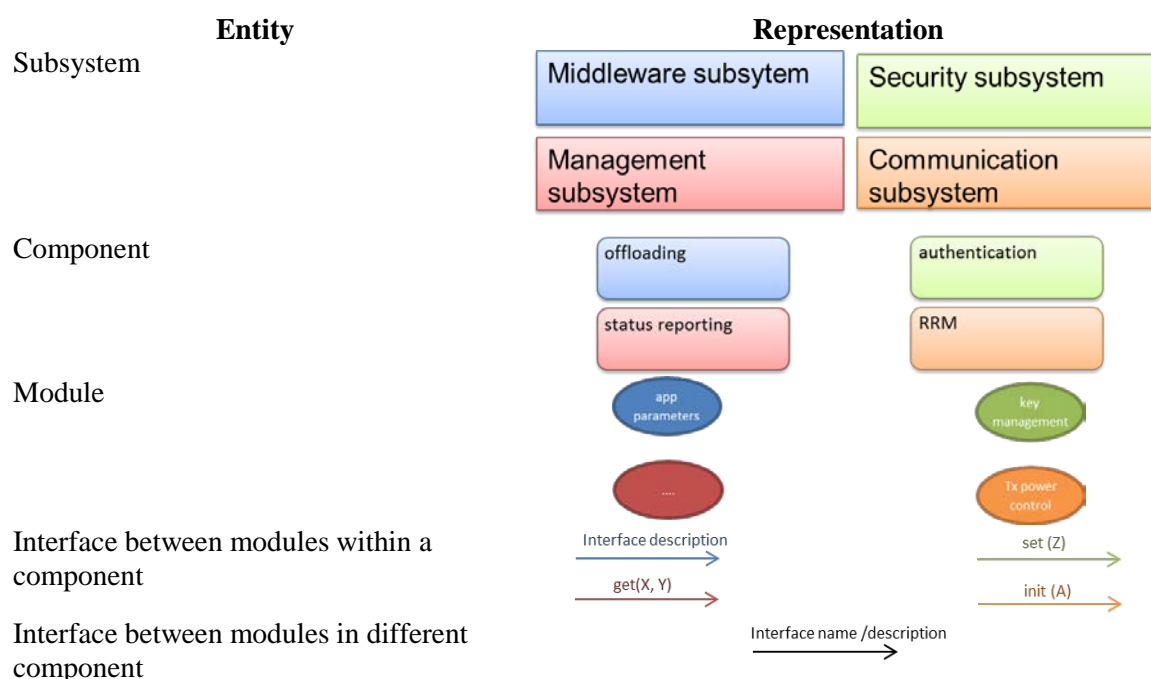 Entity Representation
Subsystem
Middleware subsytem Security subsystem
Management
subsystem
Communication
subsystem
Component
offloading authentication
status reporting RRM
Module
app
parameters
key
management
....
Tx power
control
Interface between modules within a
component
Interface description set (Z)
get(X, Y) init (A)
Interface between modules in different
component
Interface name /description